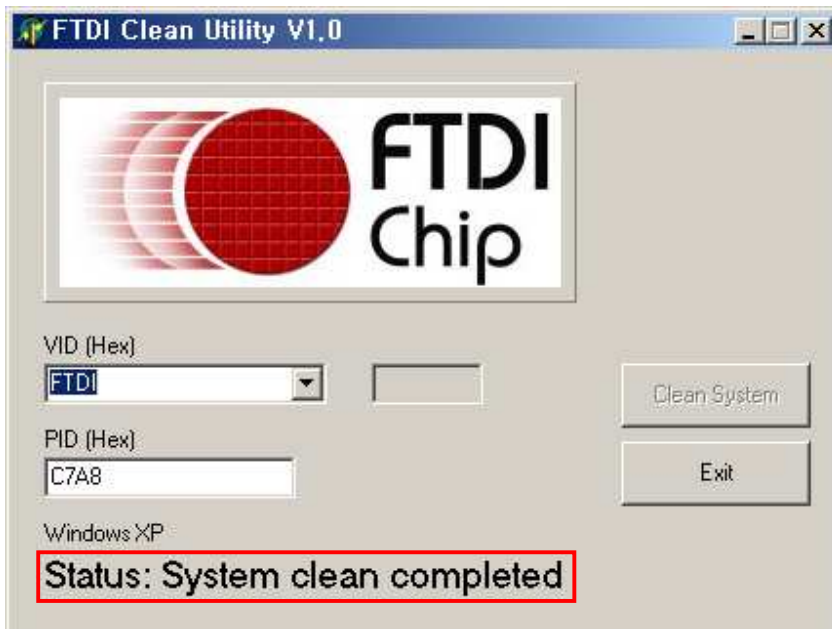 FTDI Clean Utility V1.0
FTDI
Chip
VID (Hex)
FTDI
Clean System
PID (Hex)
C7A8
Exit
Windows XP
Status: System clean completed